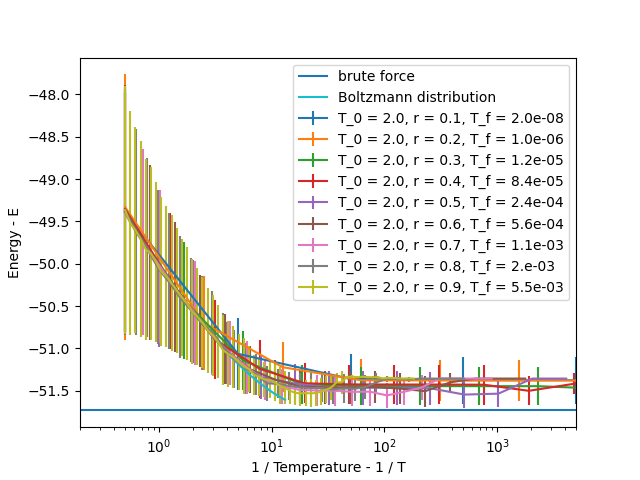 brute force
Boltzmann distribution
T_0 = 2.0, r = 0.1, T_f = 2.0e-08
T_0 = 2.0, r = 0.2, T_f = 1.0e-06
T_0 = 2.0, r = 0.3, T_f = 1.2e-05
T_0 = 2.0, r = 0.4, T_f = 8.4e-05
T_0 = 2.0, r = 0.5, T_f = 2.4e-04
T_0 = 2.0, r = 0.6, T_f = 5.6e-04
T_0 = 2.0, r = 0.7, T_f = 1.1e-03
T_0 = 2.0, r = 0.8, T_f = 2.e-03
T_0 = 2.0, r = 0.9, T_f = 5.5e-03
Energy - E
−48.0
−48.5
−49.0
−49.5
−50.0
−50.5
−51.0
−51.5
10⁰ 10¹ 10² 10³
1 / Temperature - 1 / T